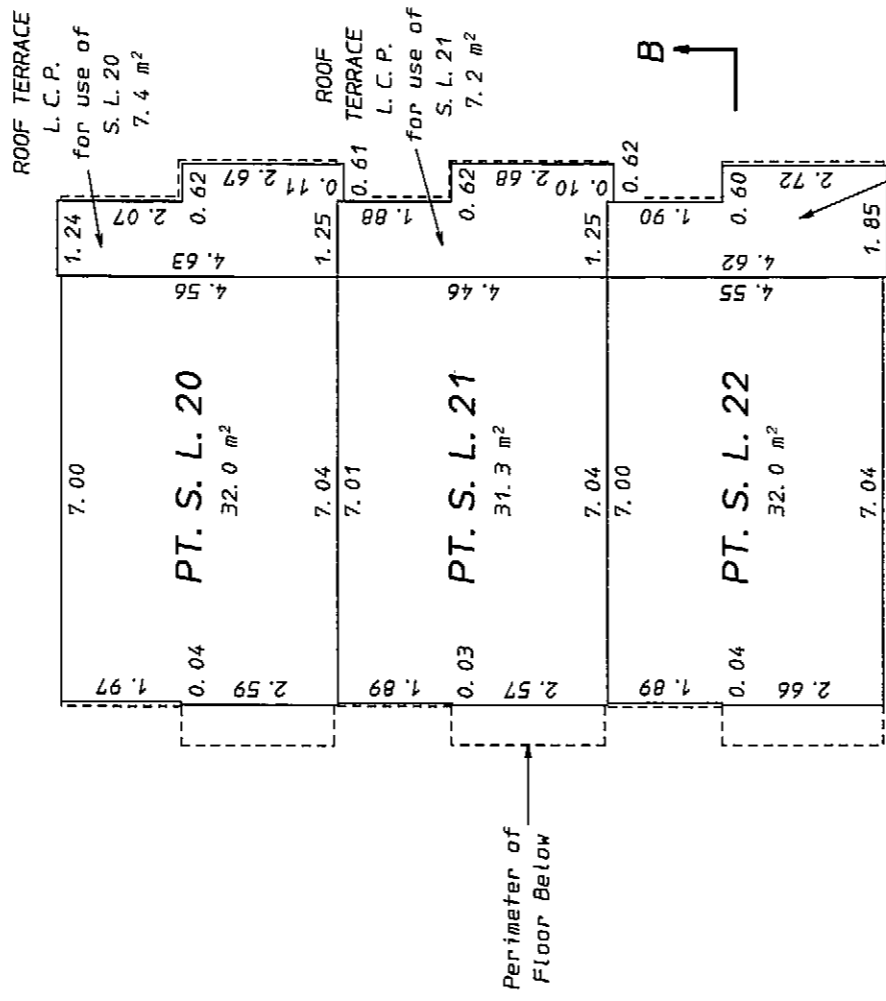 ROOF TERRACE
L. C. P.
for use of
S. L. 20
7. 4 m²
ROOF
TERRACE
L. C. P.
for use of
S. L. 21
7. 2 m²
B
1. 24
2. 07
0. 62
2. 67
0. 11
4. 63
1. 25
0. 61
7. 00
4. 56
PT. S. L. 20
32. 0 m²
1. 97
0. 04
2. 59
7. 04
1. 88
0. 62
2. 68
0. 10
1. 25
0. 62
7. 01
4. 46
PT. S. L. 21
31. 3 m²
1. 89
0. 03
2. 57
7. 04
1. 90
0. 60
2. 72
4. 62
1. 85
7. 00
4. 55
PT. S. L. 22
32. 0 m²
1. 89
0. 04
2. 66
7. 04
Perimeter of
Floor Below